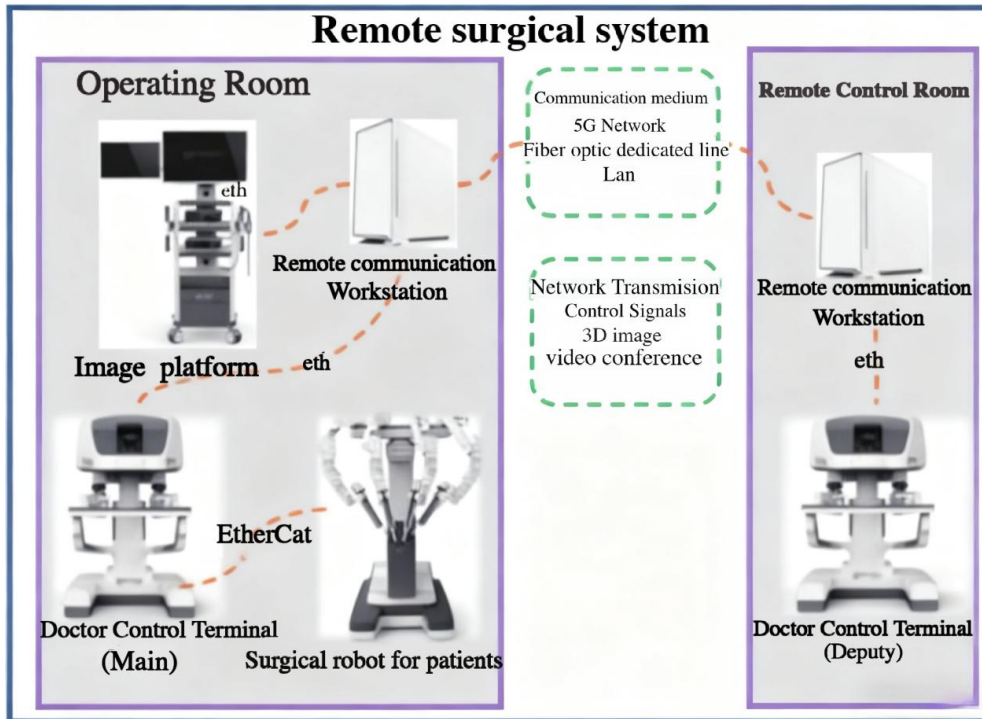 Remote surgical system
Operating Room
eth
Remote communication
Workstation
Image platform
eth
Doctor Control Terminal
(Main)
EtherCat
Surgical robot for patients
Communication medium
5G Network
Fiber optic dedicated line
Lan
Network Transmision
Control Signals
3D image
video conference
Remote Control Room
Remote communication
Workstation
eth
Doctor Control Terminal
(Deputy)